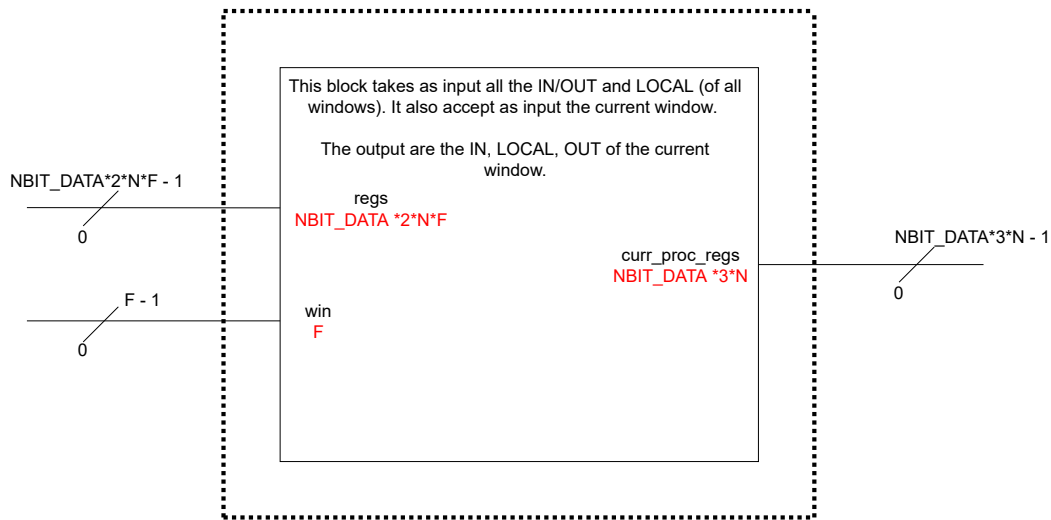 This block takes as input all the IN/OUT and LOCAL (of all
windows). It also accept as input the current window.
The output are the IN, LOCAL, OUT of the current
window.
NBIT_DATA*2*N*F - 1
0
regs
NBIT_DATA *2*N*F
curr_proc_regs
NBIT_DATA *3*N
NBIT_DATA*3*N - 1
0
F - 1
0
win
F